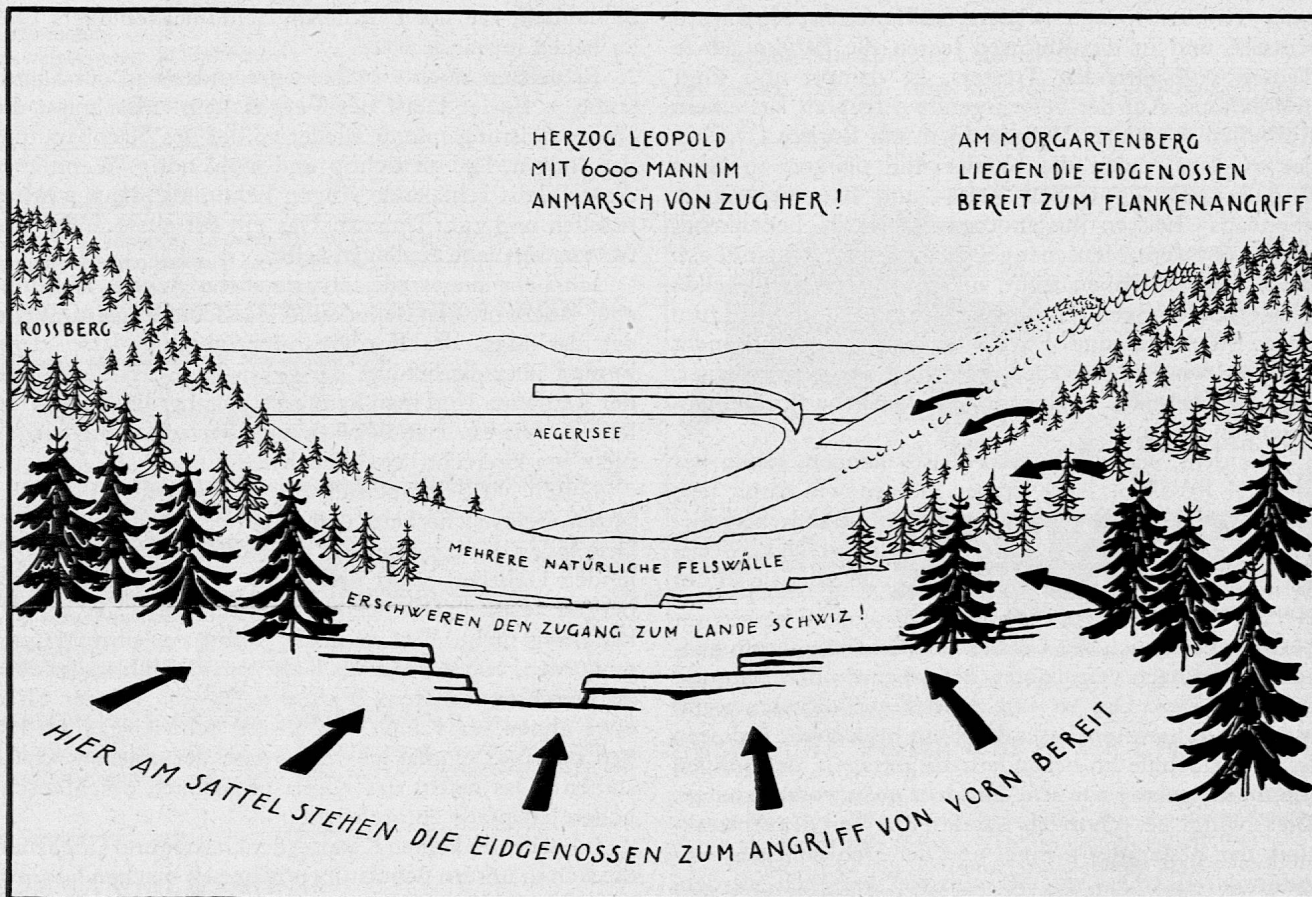 HERZOG LEOPOLD
MIT 6000 MANN IM
ANMARSCH VON ZUG HER !
AM MORGARTENBERG
LIEGEN DIE EIDGENOSSEN
BEREIT ZUM FLANKENANGRIFF
ROSSBERG
AEGERISEE
MEHRERE NATÜRLICHE FELSWÄLLE
ERSCHWEREN DEN ZUGANG ZUM LANDE SCHWIZ !
HIER AM SATTEL STEHEN DIE EIDGENOSSEN ZUM ANGRIFF VON VORN BEREIT